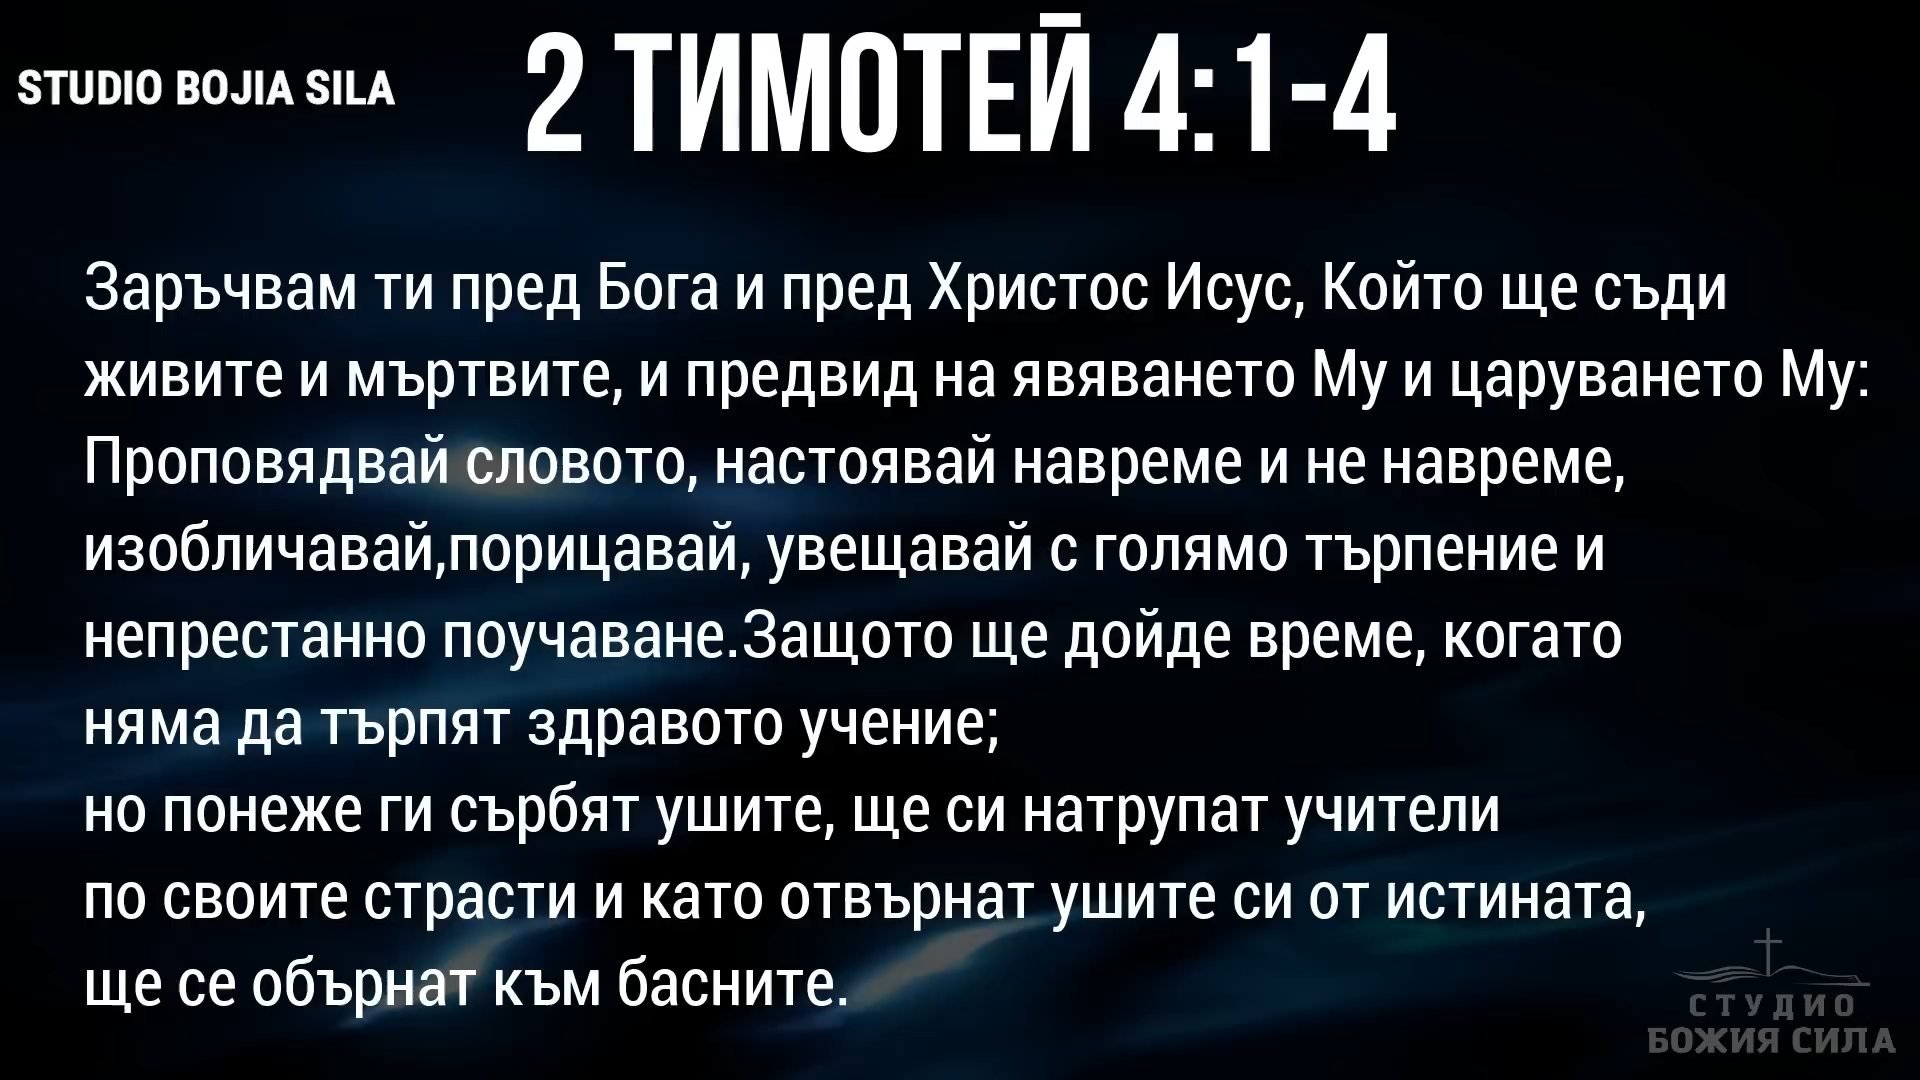 STUDIO BOJIA SILA
2 ТИМОТЕЙ 4:1-4
Заръчвам ти пред Бога и пред Христос Исус, Който ще съди
живите и мъртвите, и предвид на явяването Му и царуването Му:
Проповядвай словото, настоявай навреме и не навреме,
изобличавай,порицавай, увещавай с голямо търпение и
непрестанно поучаване.Защото ще дойде време, когато
няма да търпят здравото учение;
но понеже ги сърбят ушите, ще си натрупат учители
по своите страсти и като отвърнат ушите си от истината,
ще се обърнат към басните.
СТУДИО
БОЖИЯ СИЛА